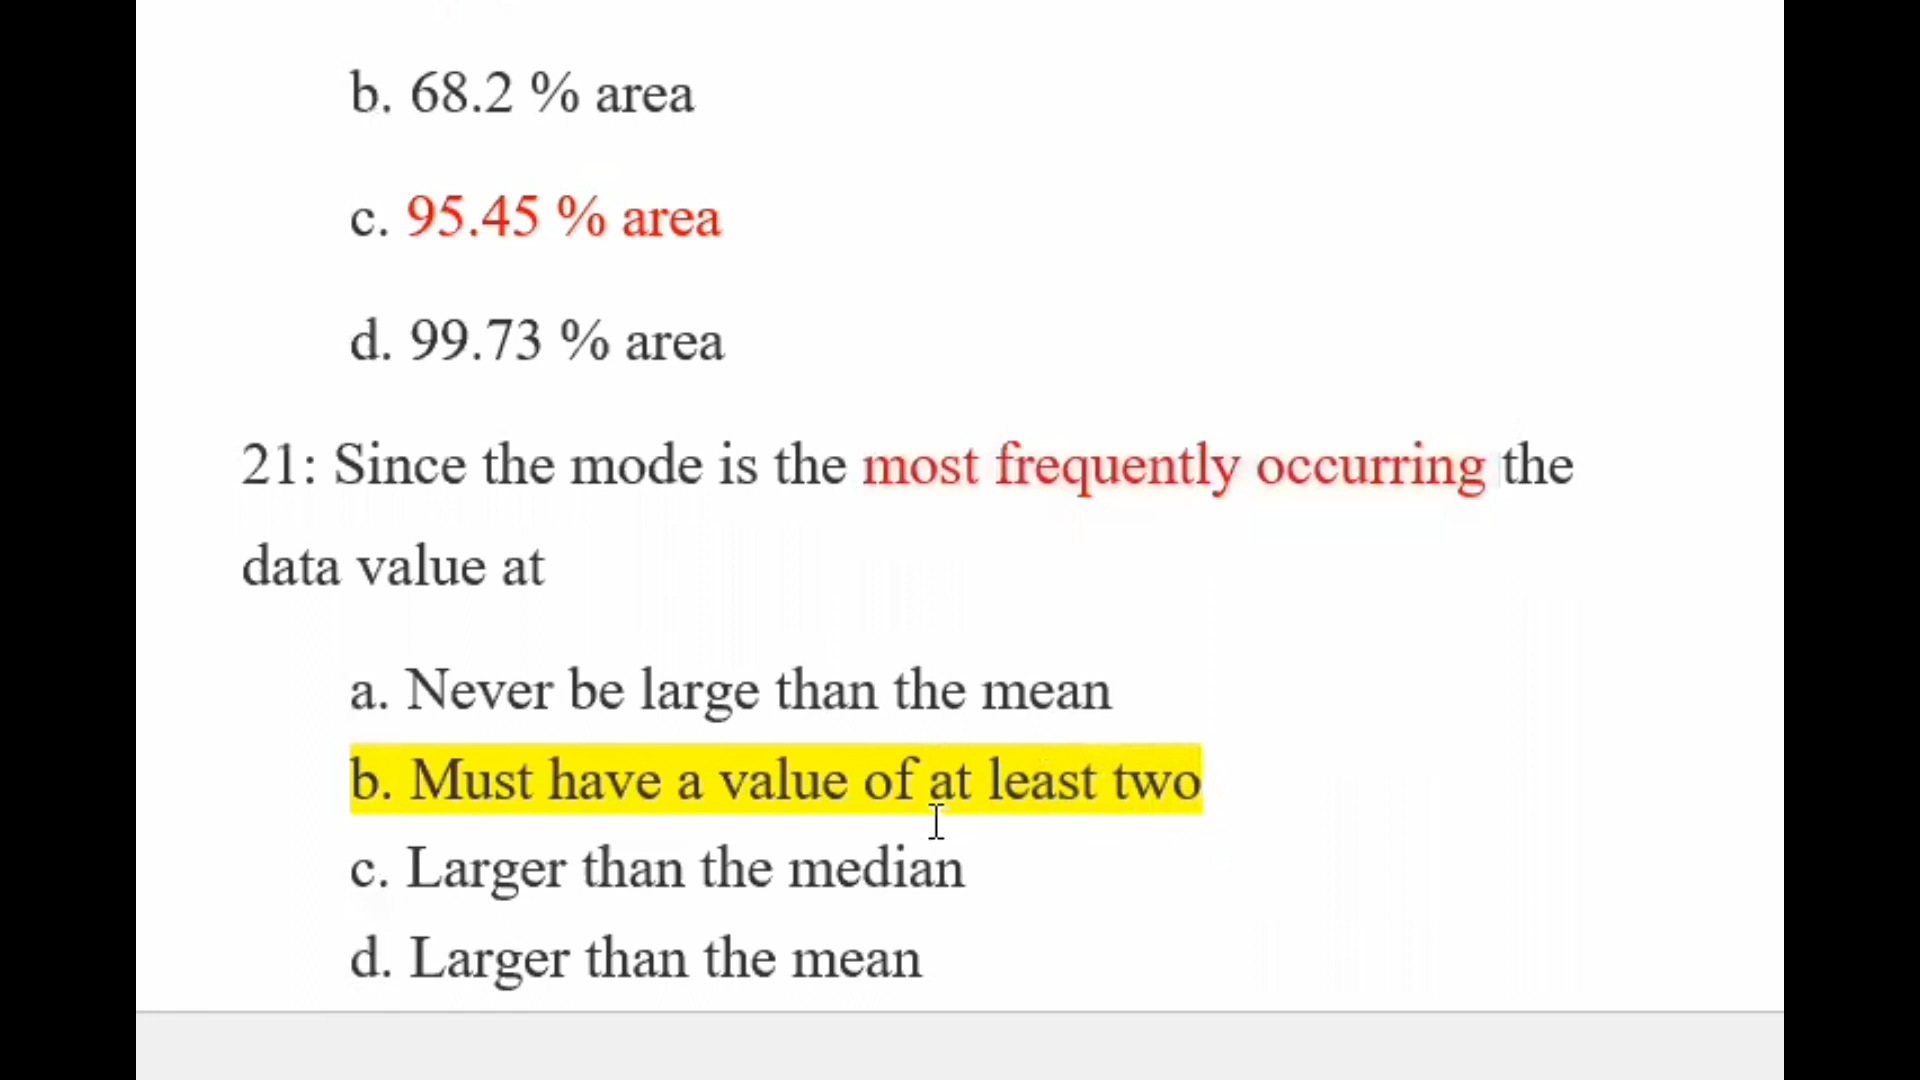 b. 68.2 % area
c. 95.45 % area
d. 99.73 % area
21: Since the mode is the most frequently occurring the
data value at
a. Never be large than the mean
b. Must have a value of at least two
c. Larger than the median
d. Larger than the mean